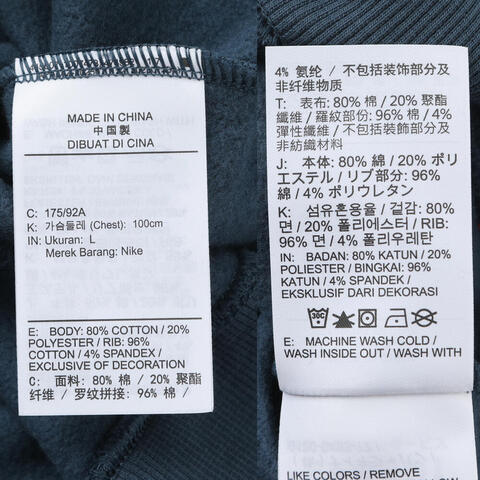 MADE IN CHINA
中国製
DIBUAT DI CINA
C: 175/92A
K: 가슴둘레 (Chest): 100cm
IN: Ukuran: L
Merek Barang: Nike
E: BODY: 80% COTTON / 20%
POLYESTER / RIB: 96%
COTTON / 4% SPANDEX /
EXCLUSIVE OF DECORATION
C: 面料: 80% 棉 / 20% 聚酯
纤维 / 罗纹拼接: 96% 棉 /
4% 氨纶 / 不包括装饰部分及
非纤维物质
T: 表布: 80% 棉 / 20% 聚酯
纖維 / 羅紋部份: 96% 棉 / 4%
彈性纖維 / 不包括裝飾部分及
非紡織材料
J: 本体: 80% 綿 / 20% ポリ
エステル / リブ部分: 96%
綿 / 4% ポリウレタン
K: 섬유혼용율 / 겉감: 80%
면 / 20% 폴리에스터 / RIB:
96% 면 / 4% 폴리우레탄
IN: BADAN: 80% KATUN / 20%
POLIESTER / BINGKAI: 96%
KATUN / 4% SPANDEK /
EKSKLUSIF DARI DEKORASI
E: MACHINE WASH COLD /
WASH INSIDE OUT / WASH WITH
LIKE COLORS / REMOVE